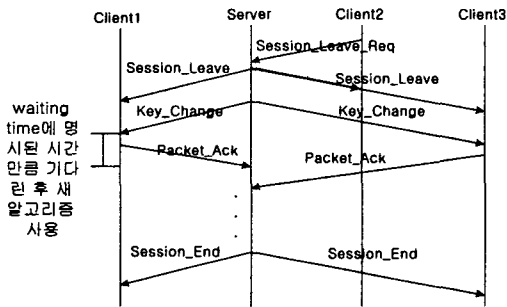 Client1 Server Client2 Client3
Session_Leave_Req
Session_Leave Session_Leave
Key_Change Key_Change
waiting
time에 명
시된 시간
만큼 기다
린 후 새
알고리즘
사용
Packet_Ack Packet_Ack
Session_End Session_End